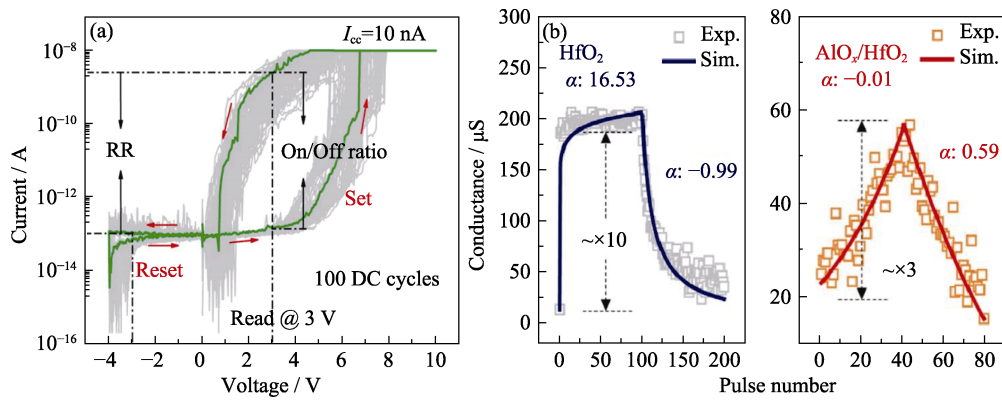 (a)
I_cc=10 nA
10⁻⁸
10⁻¹⁰
10⁻¹²
10⁻¹⁴
10⁻¹⁶
Current / A
RR
On/Off ratio
Set
Reset
100 DC cycles
Read @ 3 V
−4 −2 0 2 4 6 8 10
Voltage / V
(b)
300
250
200
150
100
50
0
Conductance / μS
HfO₂
Exp.
Sim.
α: 16.53
α: −0.99
~×10
0 50 100 150 200
80
60
40
20
Exp.
AlOₓ/HfO₂
Sim.
α: −0.01
α: 0.59
~×3
0 20 40 60 80
Pulse number